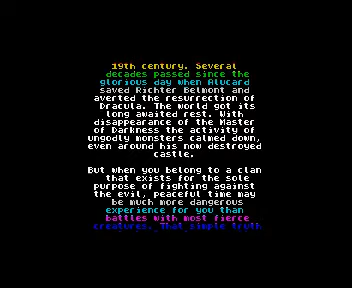 19th century. Several
decades passed since the
glorious day when Alucard
saved Richter Belmont and
averted the resurrection of
Dracula. The world got its
long awaited rest. With
disappearance of the Master
of Darkness the activity of
ungodly monsters calmed down,
even around his now destroyed
castle.
But when you belong to a clan
that exists for the sole
purpose of fighting against
the evil, peaceful time may
be much more dangerous
experience for you than
battles with most fierce
creatures. That simple truth